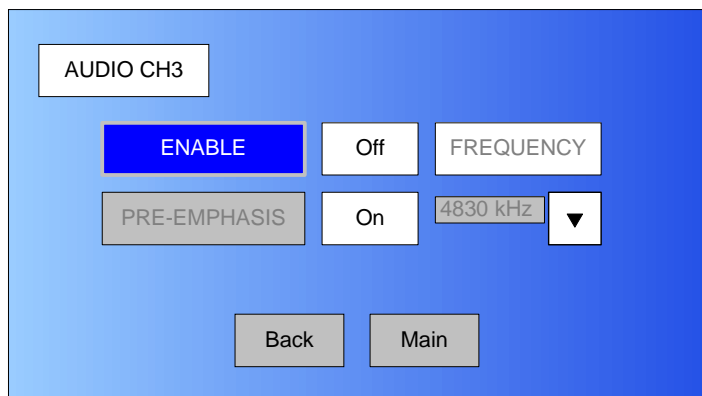 AUDIO CH3
ENABLE Off FREQUENCY
PRE-EMPHASIS On 4830 kHz ▼
Back Main